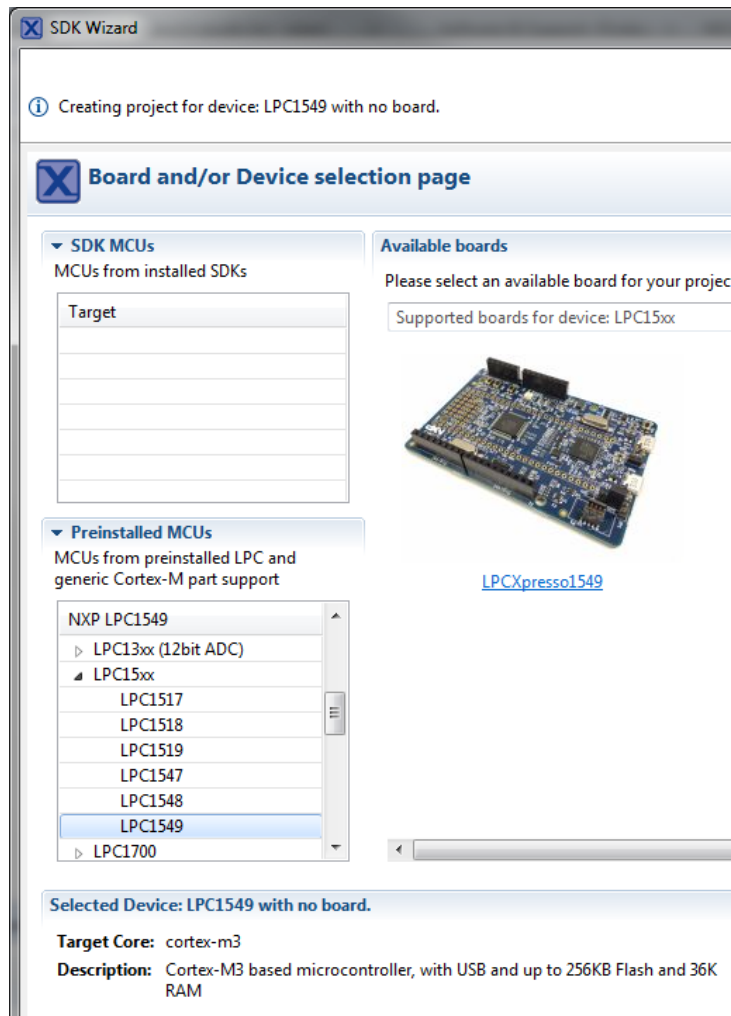 SDK Wizard
Creating project for device: LPC1549 with no board.
Board and/or Device selection page
SDK MCUs
MCUs from installed SDKs
Target
Available boards
Please select an available board for your projec
Supported boards for device: LPC15xx
LPCXpresso1549
Preinstalled MCUs
MCUs from preinstalled LPC and
generic Cortex-M part support
NXP LPC1549
LPC13xx (12bit ADC)
LPC15xx
LPC1517
LPC1518
LPC1519
LPC1547
LPC1548
LPC1549
LPC1700
Selected Device: LPC1549 with no board.
Target Core: cortex-m3
Description: Cortex-M3 based microcontroller, with USB and up to 256KB Flash and 36K
RAM